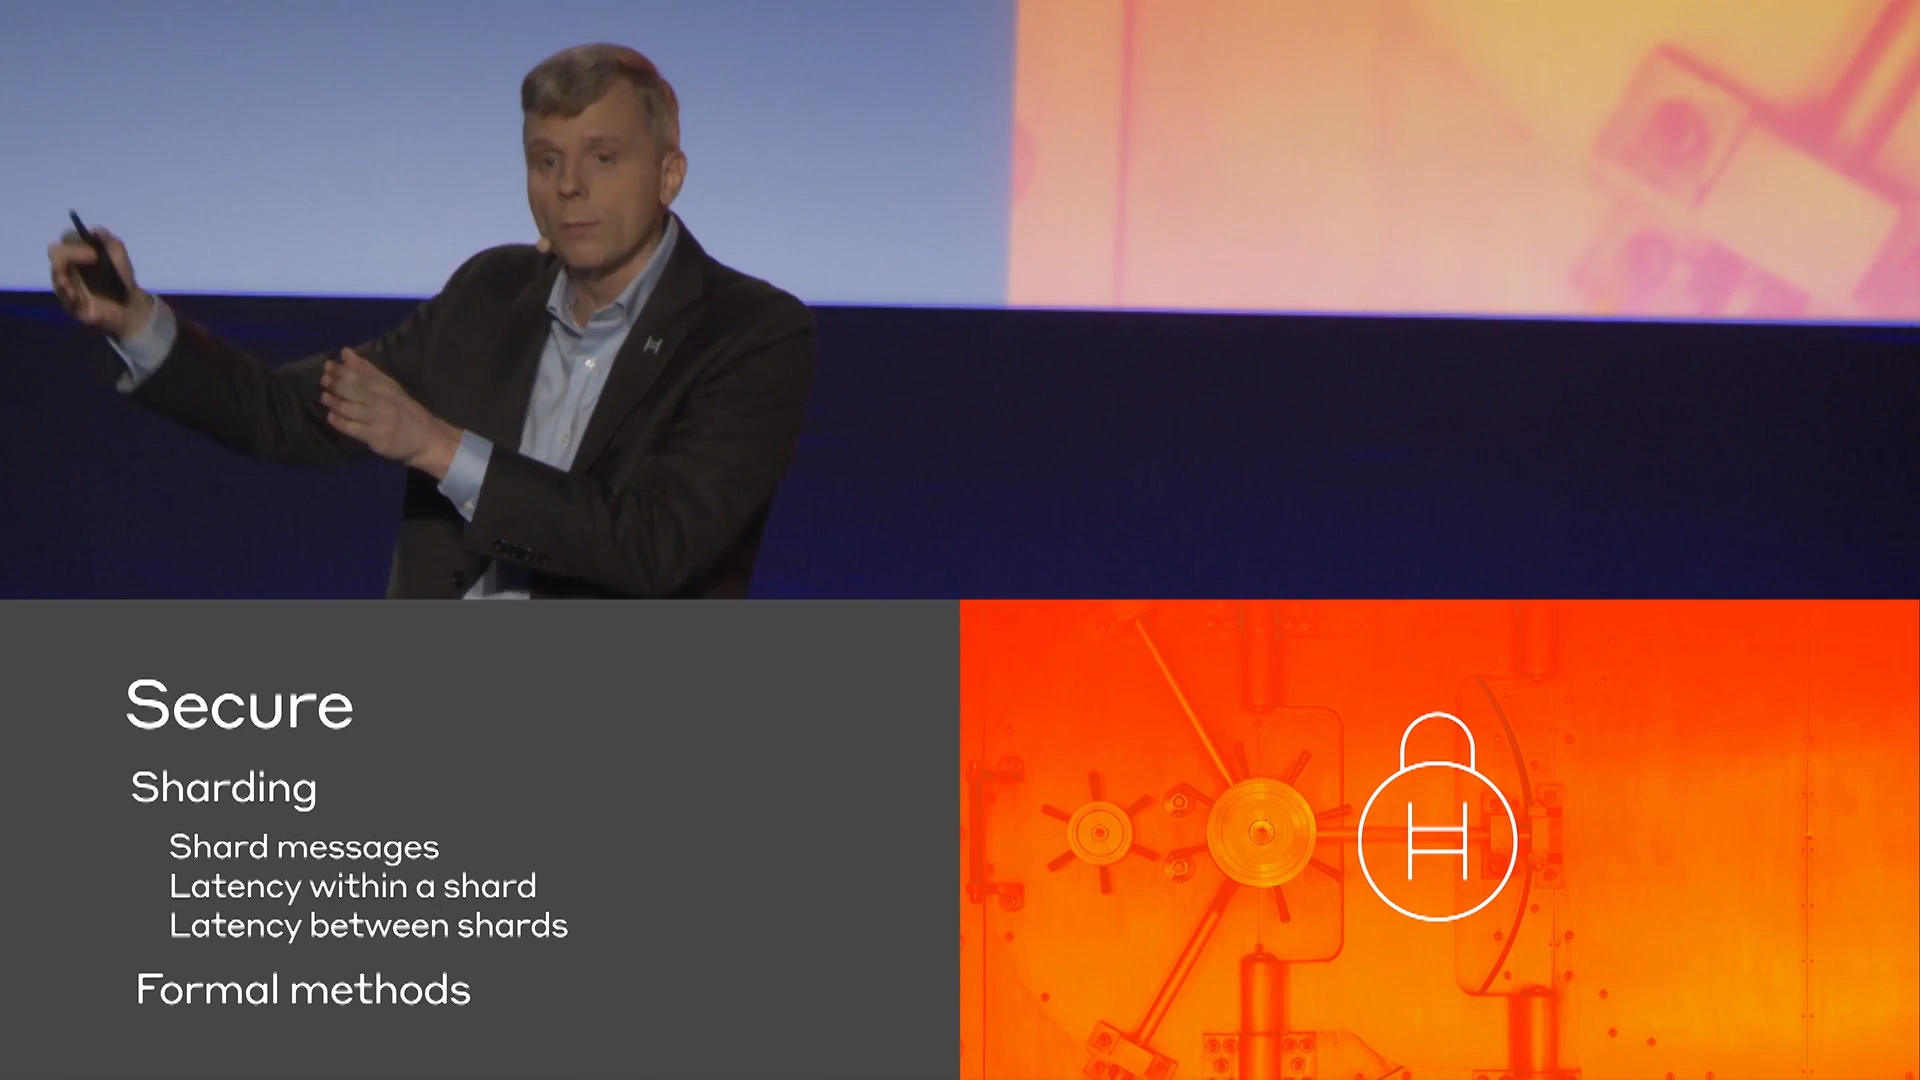 Secure
Sharding
Shard messages
Latency within a shard
Latency between shards
Formal methods